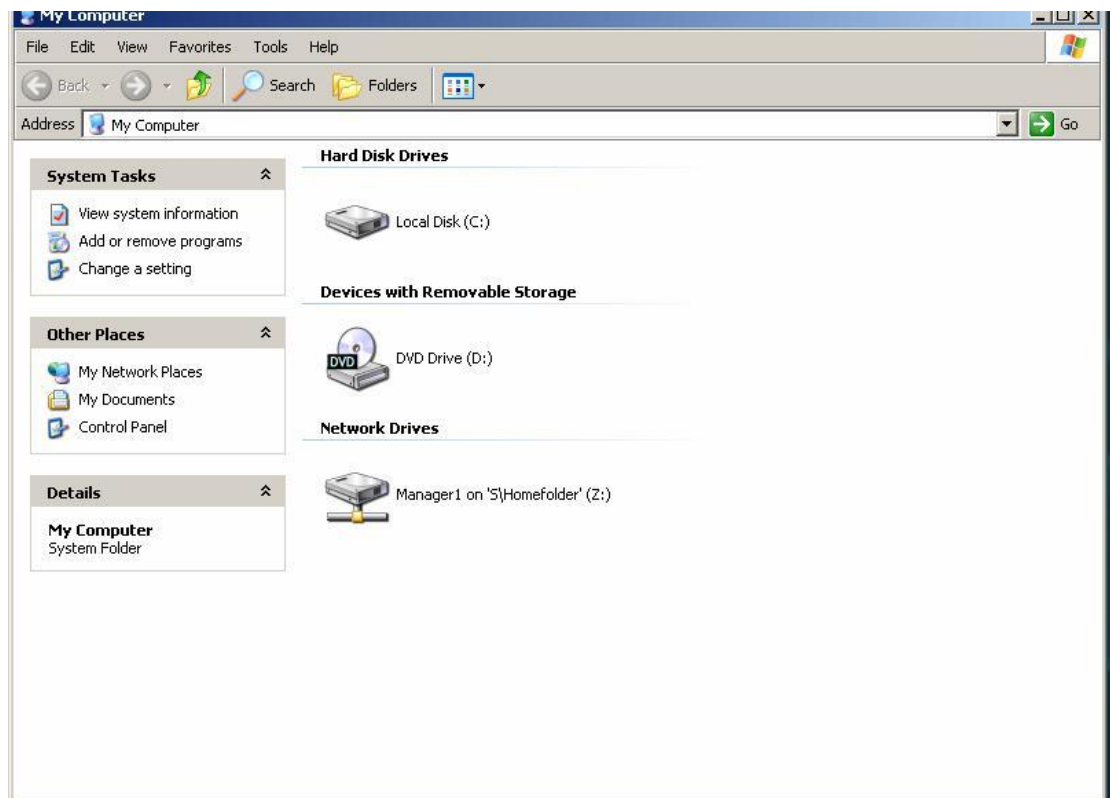 My Computer
File Edit View Favorites Tools Help
Back Search Folders
Address My Computer Go
System Tasks
View system information
Add or remove programs
Change a setting
Other Places
My Network Places
My Documents
Control Panel
Details
My Computer
System Folder
Hard Disk Drives
Local Disk (C:)
Devices with Removable Storage
DVD
DVD Drive (D:)
Network Drives
Manager1 on 'S\Homefolder' (Z:)